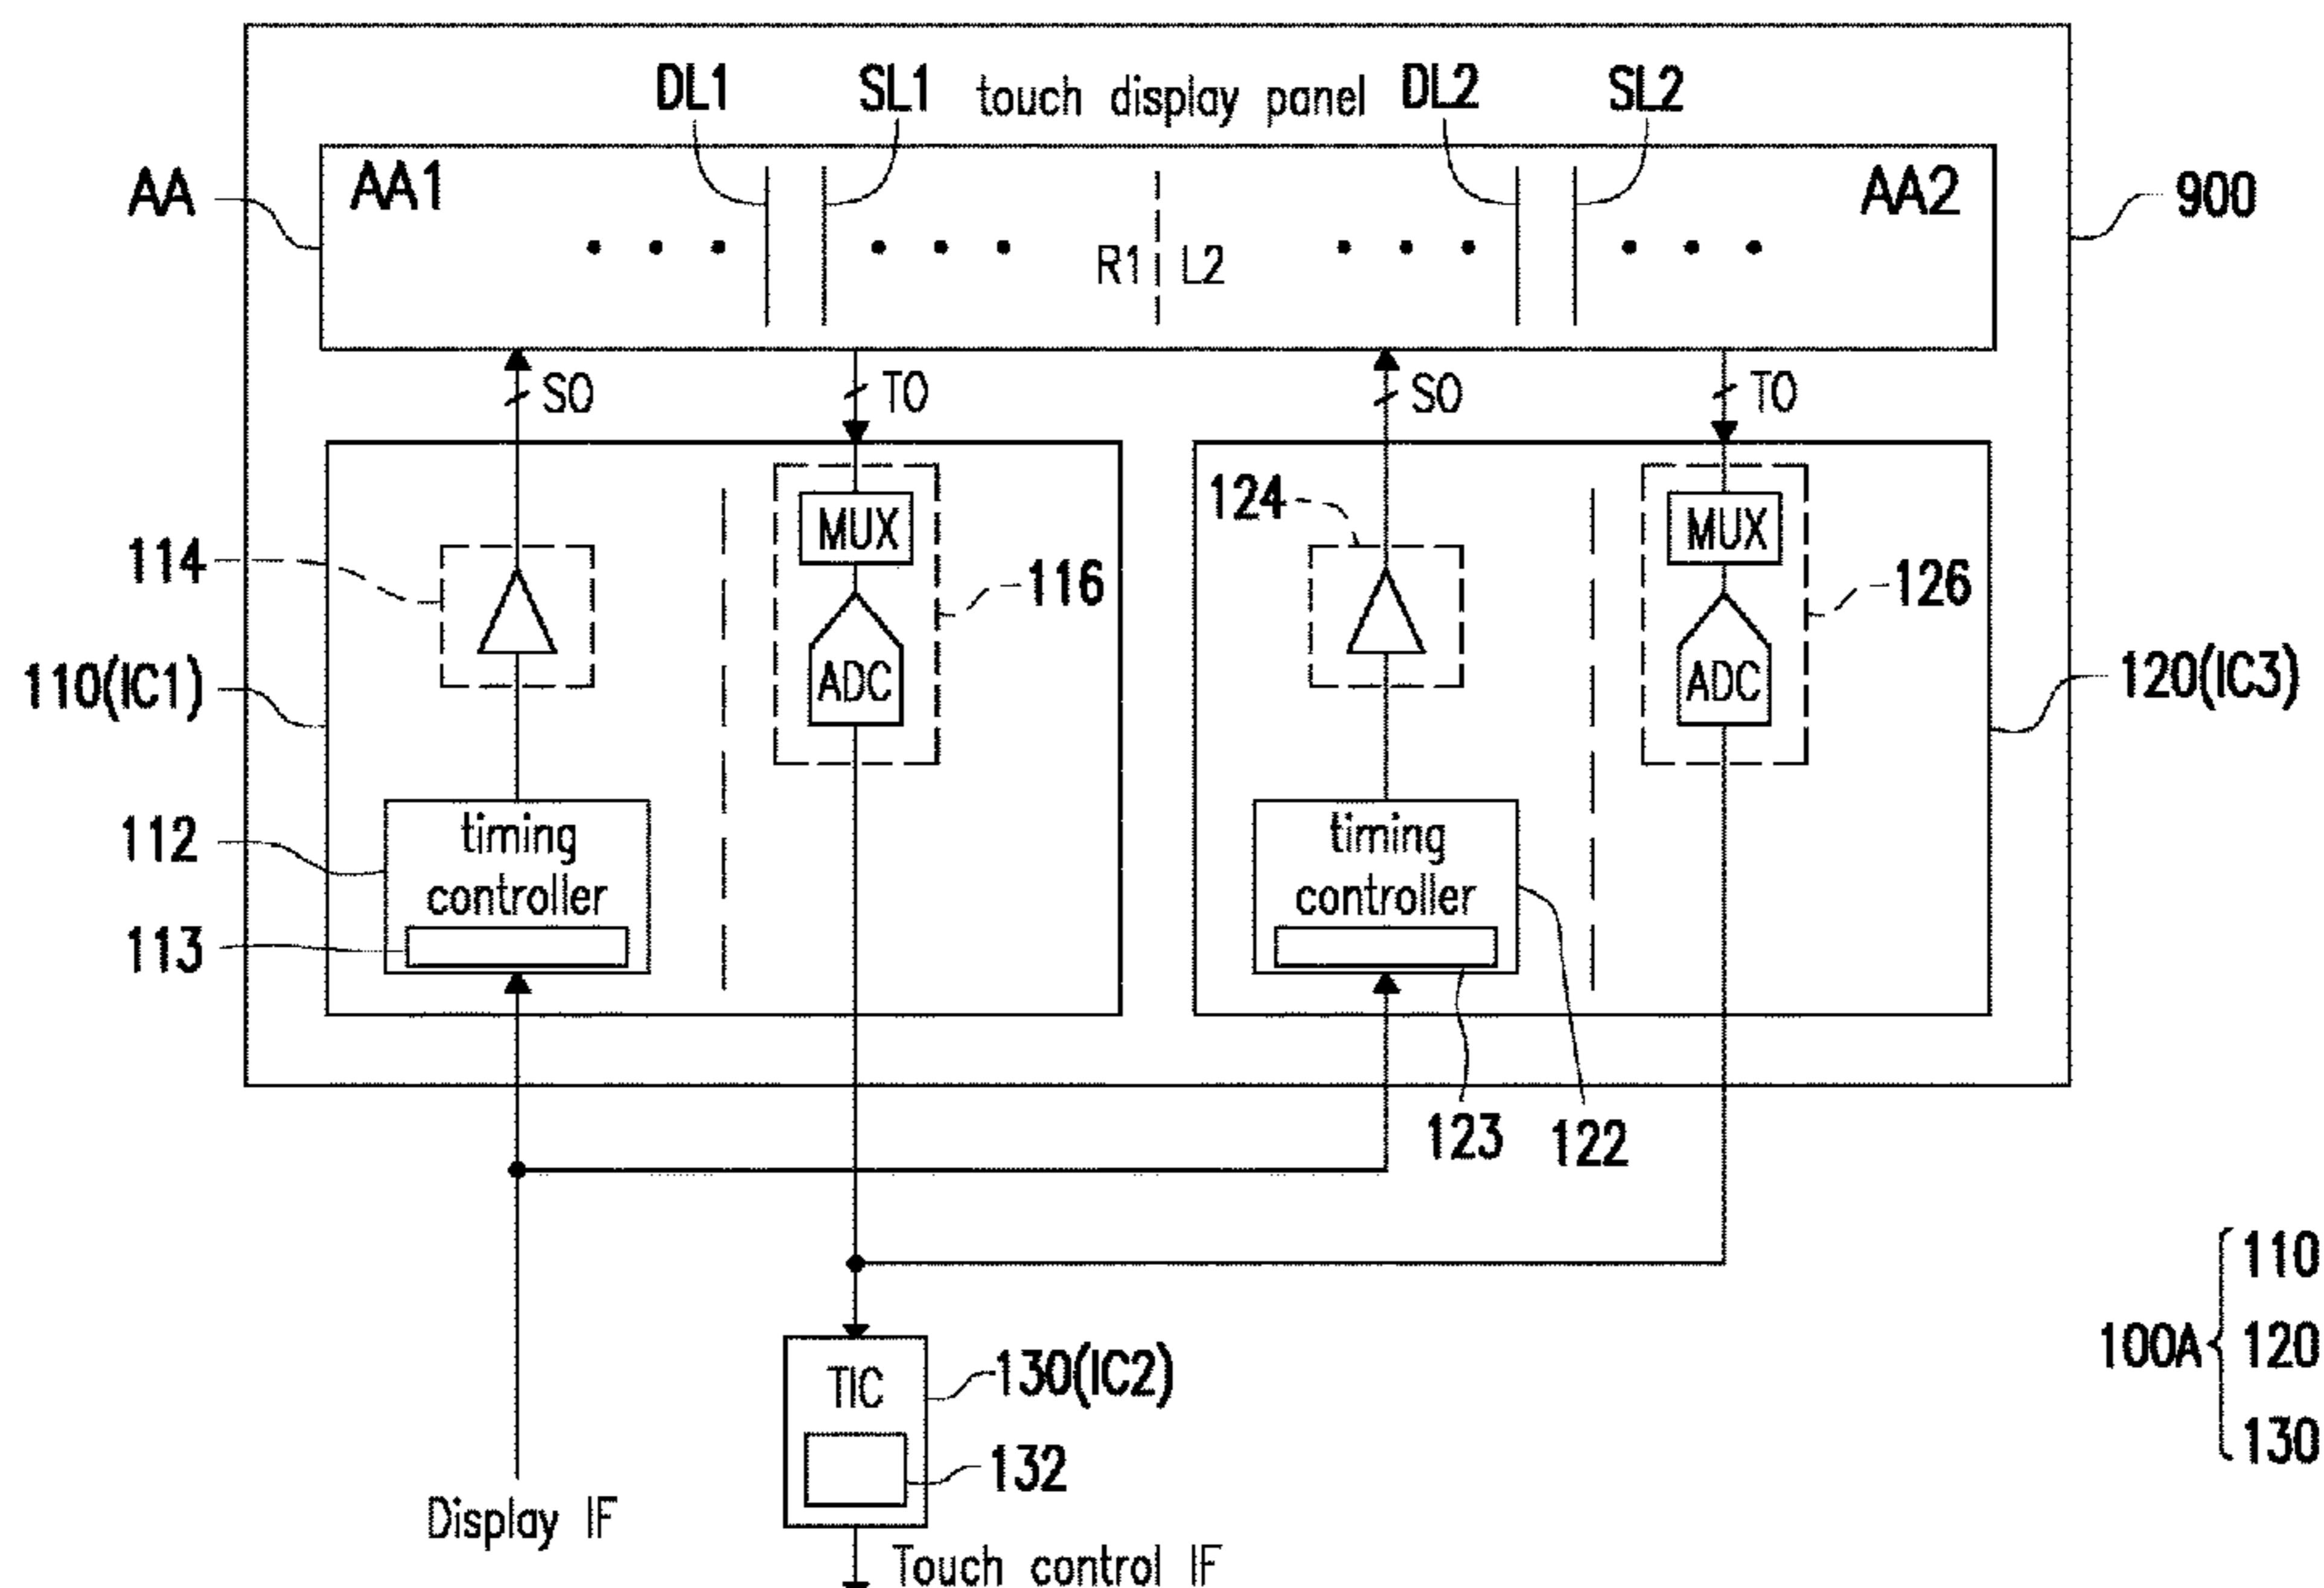 DL1 SL1 touch display panel DL2 SL2
AA AA1 AA2 900
R1 L2
SO TO SO TO
MUX 124 MUX
114 116 126
110(IC1) ADC ADC 120(IC3)
112 timing timing
controller controller
113
123 122
110
100A 120
130
TIC 130(IC2)
132
Display IF
Touch control IF